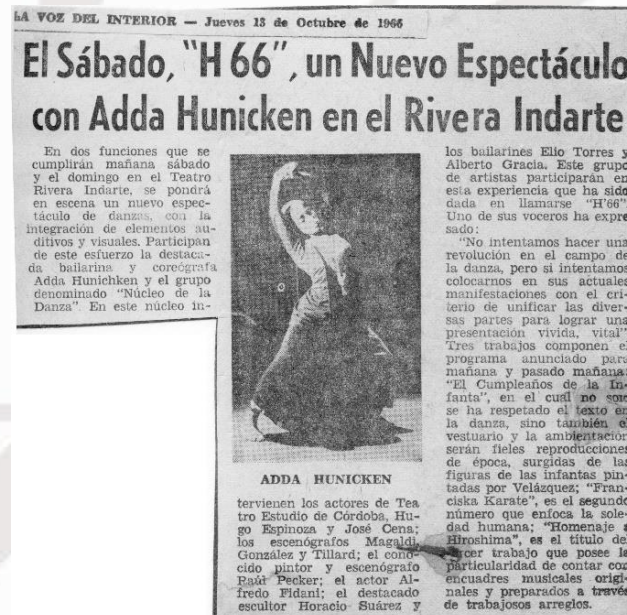 LA VOZ DEL INTERIOR — Jueves 13 de Octubre de 1966
El Sábado, "H 66", un Nuevo Espectáculo
con Adda Hunicken en el Rivera Indarte
En dos funciones que se
cumplirán mañana sábado
y el domingo en el Teatro
Rivera Indarte, se pondrá
en escena un nuevo espec-
táculo de danzas, con la
integración de elementos au-
ditivos y visuales. Participan
de este esfuerzo la destaca-
da bailarina y coreógrafa
Adda Hunichken y el grupo
denominado "Núcleo de la
Danza". En este núcleo in-
ADDA HUNICKEN
tervienen los actores de Tea
tro Estudio de Córdoba, Hu-
go Espinoza y José Cena;
los escenógrafos Magaldi,
González y Tillard; el cono-
cido pintor y escenógrafo
Raúl Pecker; el actor Al-
fredo Fidani; el destacado
escultor Horacio Suárez y
los bailarines Elio Torres y
Alberto Gracia. Este grupo
de artistas participarán en
esta experiencia que ha sido
dada en llamarse "H'66".
Uno de sus voceros ha expre
sado:
"No intentamos hacer una
revolución en el campo de
la danza, pero si intentamos
colocarnos en sus actuales
manifestaciones con el cri-
terio de unificar las diver-
sas partes para lograr una
presentación vivida, vital"
Tres trabajos componen el
programa anunciado para
mañana y pasado mañana:
"El Cumpleaños de la In-
fanta", en el cual no solo
se ha respetado el texto en
la danza, sino también el
vestuario y la ambientación
serán fieles reproducciones
de época, surgidas de las
figuras de las infantas pin-
tadas por Velázquez; "Fran-
ciska Karate", es el segundo
número que enfoca la sole-
dad humana; "Homenaje a
Hiroshima", es el título del
tercer trabajo que posee la
particularidad de contar con
encuadres musicales origi-
nales y preparados a través
de trabajosos arreglos.